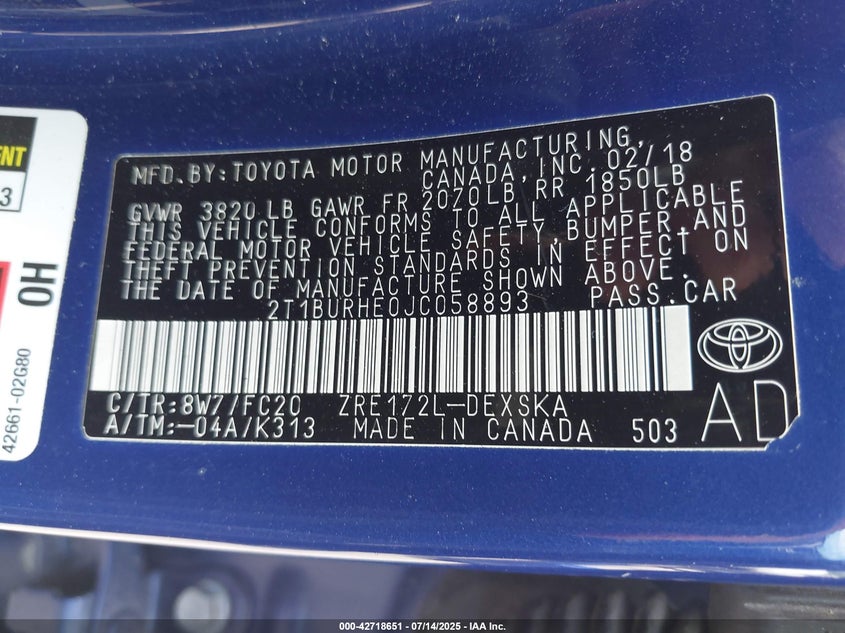 ENT
3
OH
42661-02G80
MFD.BY:TOYOTA MOTOR MANUFACTURING,
CANADA,INC.02/18
GVWR 3820 LB GAWR FR 2070LB,RR 1850LB
THIS VEHICLE CONFORMS TO ALL APPLICABLE
FEDERAL MOTOR VEHICLE SAFETY,BUMPER,AND
THEFT PREVENTION STANDARDS IN EFFECT ON
THE DATE OF MANUFACTURE SHOWN ABOVE.
2T1BURHE0JC058893 PASS.CAR
C/TR:8W7/FC20 ZRE172L-DEXSKA
A/TM:-04A/K313 MADE IN CANADA 503
AD
000-42718651 / 07/14/2025 - IAA Inc.